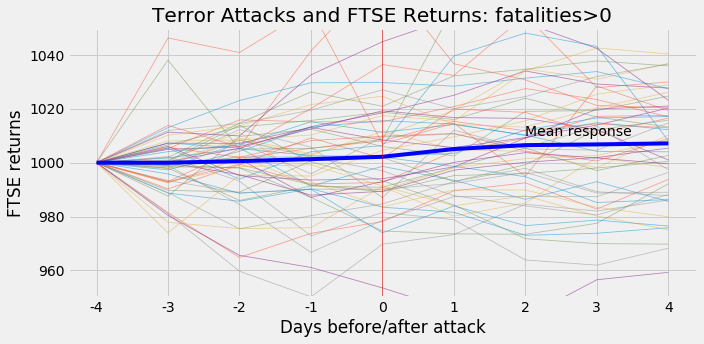 Terror Attacks and FTSE Returns: fatalities>0
1040
1020
1000
980
960
FTSE returns
Mean response
-4 -3 -2 -1 0 1 2 3 4
Days before/after attack